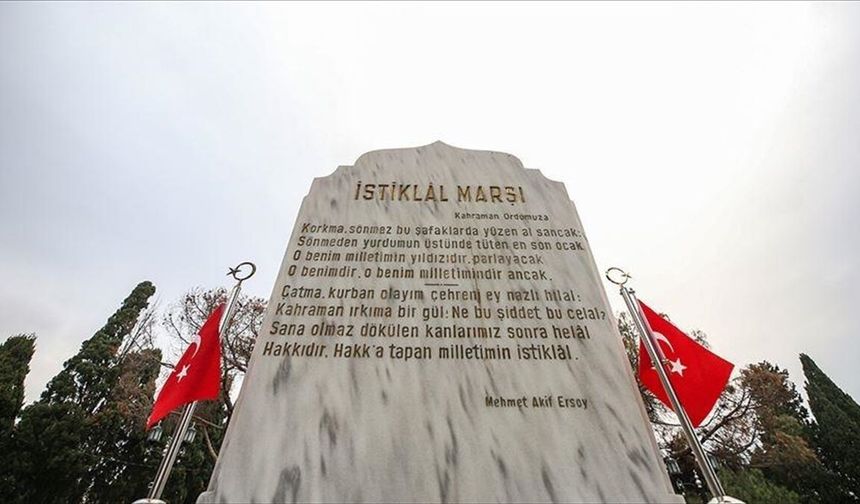 İSTİKLÂL MARŞI
Kahraman Ordumuza
Korkma, sönmez bu şafaklarda yüzen al sancak;
Sönmeden yurdumun üstünde tüten en son ocak.
O benim milletimin yıldızıdır, parlayacak
O benimdir, o benim milletimindir ancak.
Çatma, kurban olayım çehreni ey nazlı hilal;
Kahraman ırkıma bir gül: Ne bu şiddet bu celal?
Sana olmaz dökülen kanlarımız sonra helâl
Hakkıdır, Hakk'a tapan milletimin istiklâl.
Mehmet Akif Ersoy